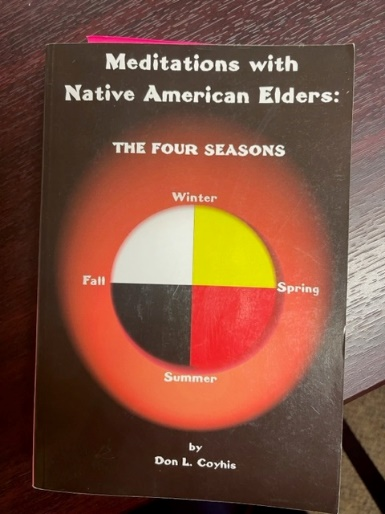 Meditations with
Native American Elders:
THE FOUR SEASONS
Winter
Fall
Spring
Summer
by
Don L. Coyhis